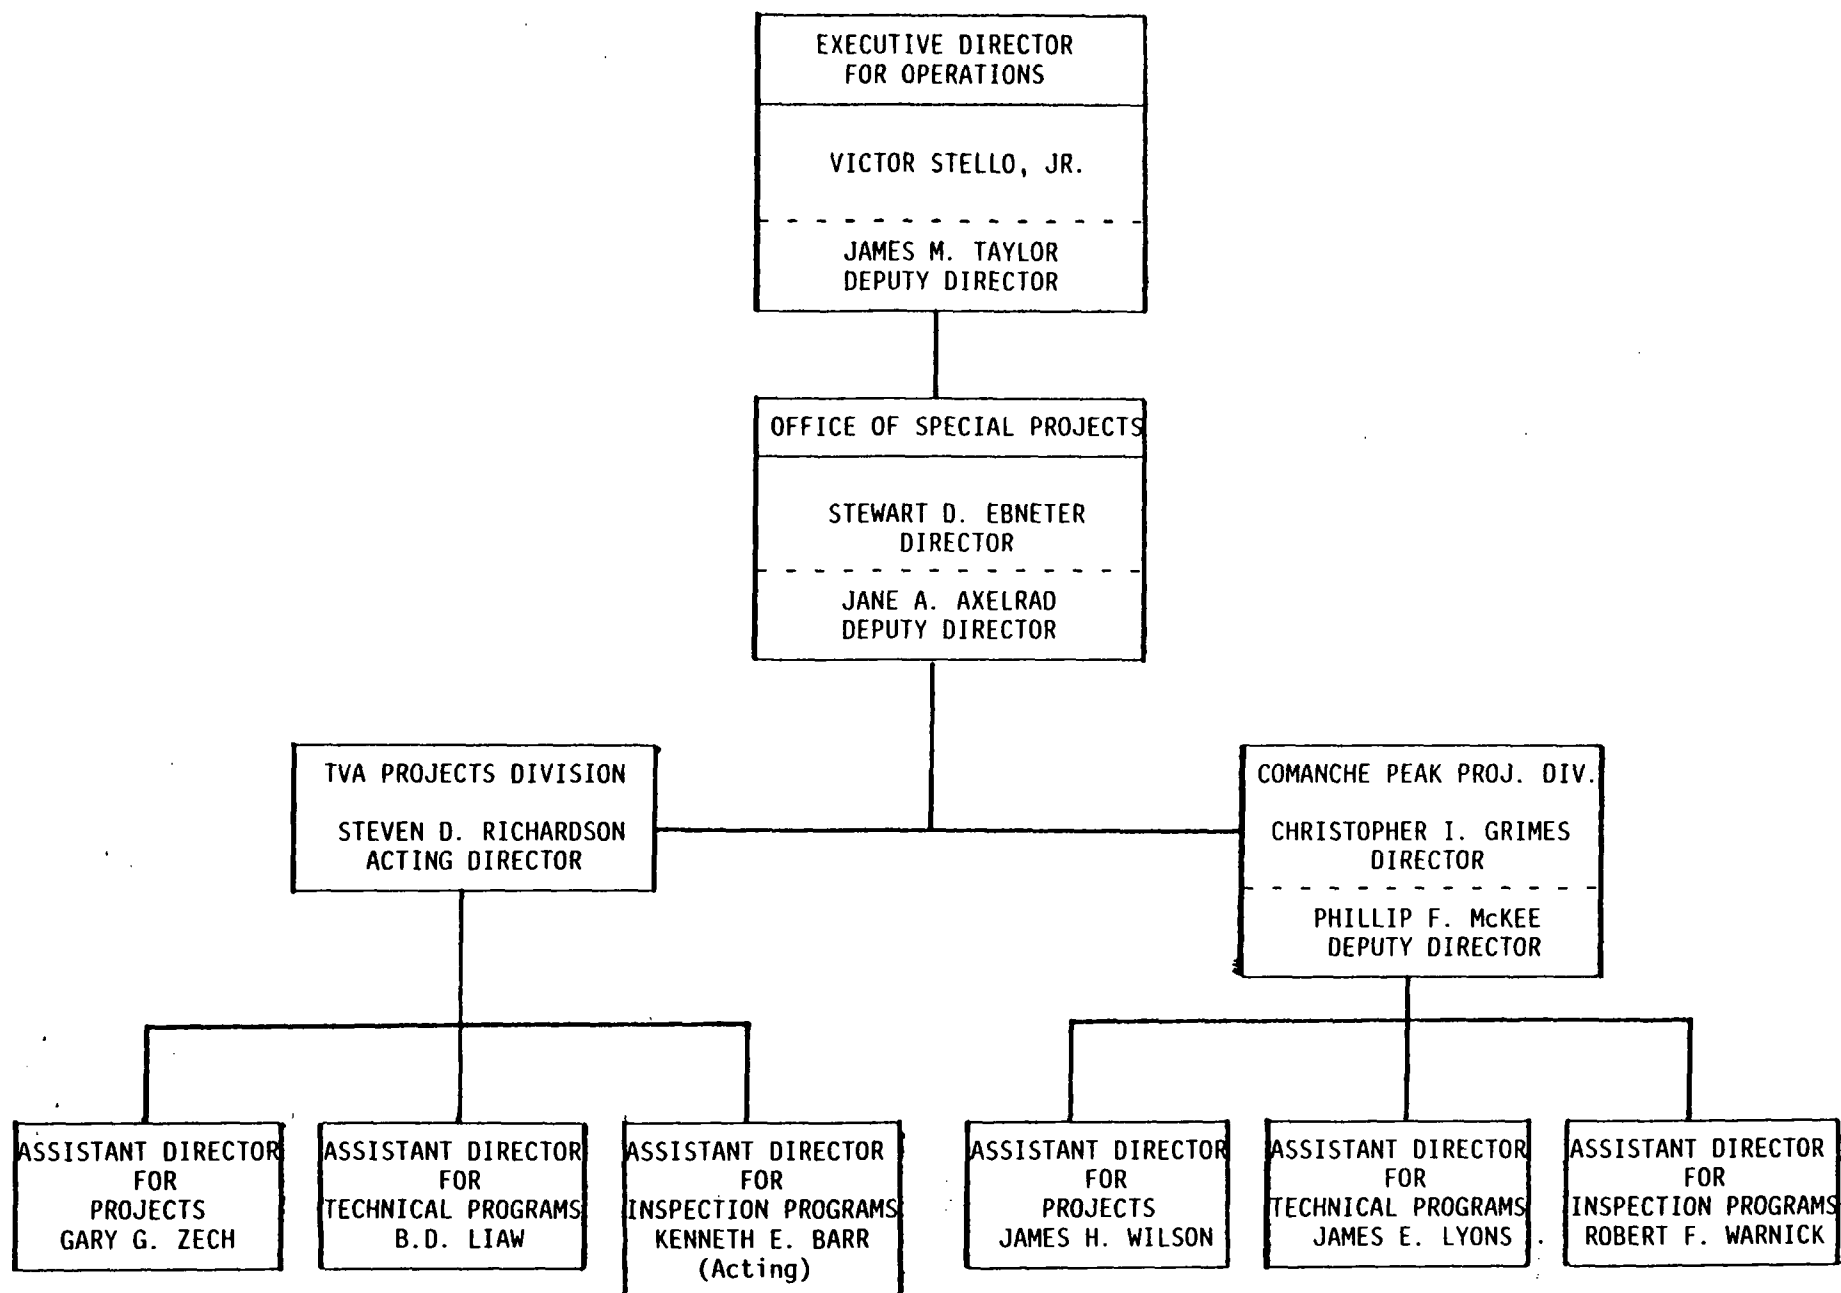 EXECUTIVE DIRECTOR
FOR OPERATIONS
VICTOR STELLO, JR.
JAMES M. TAYLOR
DEPUTY DIRECTOR
OFFICE OF SPECIAL PROJECTS
STEWART D. EBNETER
DIRECTOR
JANE A. AXELRAD
DEPUTY DIRECTOR
TVA PROJECTS DIVISION
STEVEN D. RICHARDSON
ACTING DIRECTOR
COMANCHE PEAK PROJ. DIV.
CHRISTOPHER I. GRIMES
DIRECTOR
PHILLIP F. McKEE
DEPUTY DIRECTOR
ASSISTANT DIRECTOR
FOR
PROJECTS
GARY G. ZECH
ASSISTANT DIRECTOR
FOR
TECHNICAL PROGRAMS
B.D. LIAW
ASSISTANT DIRECTOR
FOR
INSPECTION PROGRAMS
KENNETH E. BARR
(Acting)
ASSISTANT DIRECTOR
FOR
PROJECTS
JAMES H. WILSON
ASSISTANT DIRECTOR
FOR
TECHNICAL PROGRAMS
JAMES E. LYONS
ASSISTANT DIRECTOR
FOR
INSPECTION PROGRAMS
ROBERT F. WARNICK